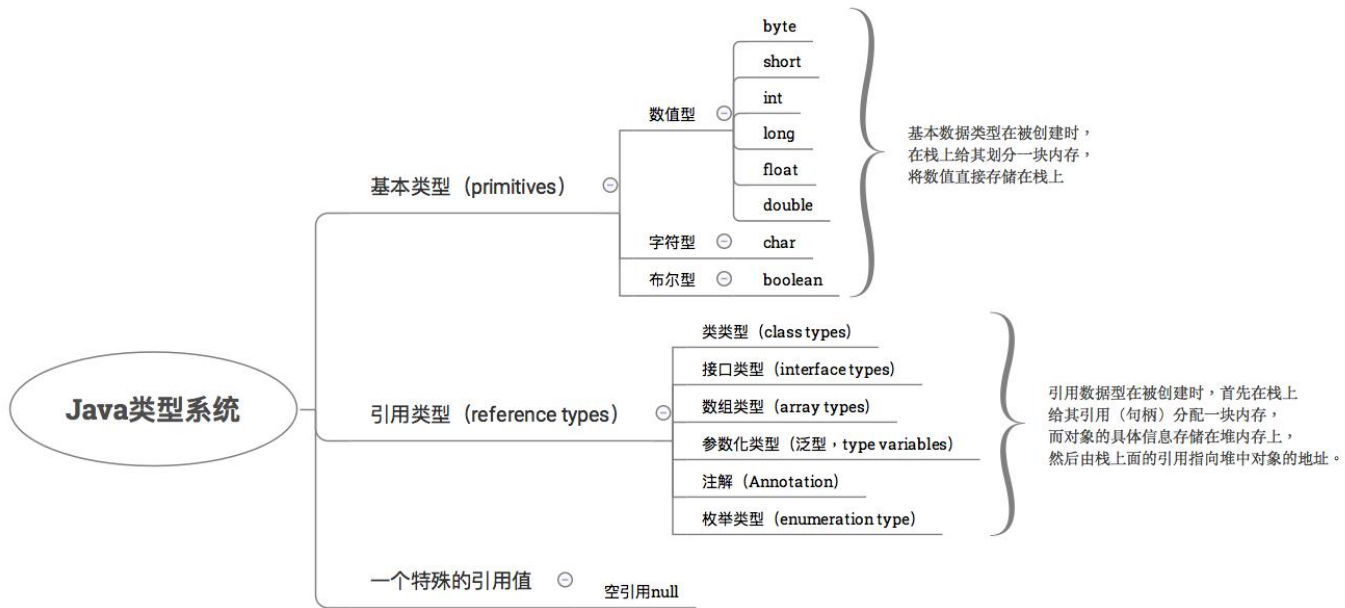 Java类型系统
基本类型（primitives）
数值型
byte
short
int
long
float
double
字符型
char
布尔型
boolean
基本数据类型在被创建时，
在栈上给其划分一块内存，
将数值直接存储在栈上
引用类型（reference types）
类类型（class types）
接口类型（interface types）
数组类型（array types）
参数化类型（泛型，type variables）
注解（Annotation）
枚举类型（enumeration type）
引用数据型在被创建时，首先在栈上
给其引用（句柄）分配一块内存，
而对象的具体信息存储在堆内存上，
然后由栈上面的引用指向堆中对象的地址。
一个特殊的引用值
空引用null